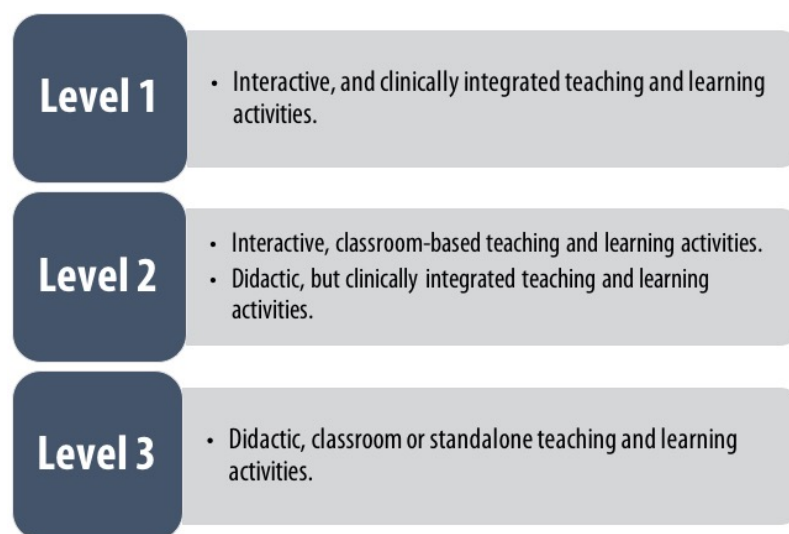 Level 1
• Interactive, and clinically integrated teaching and learning
activities.
Level 2
• Interactive, classroom-based teaching and learning activities.
• Didactic, but clinically integrated teaching and learning
activities.
Level 3
• Didactic, classroom or standalone teaching and learning
activities.